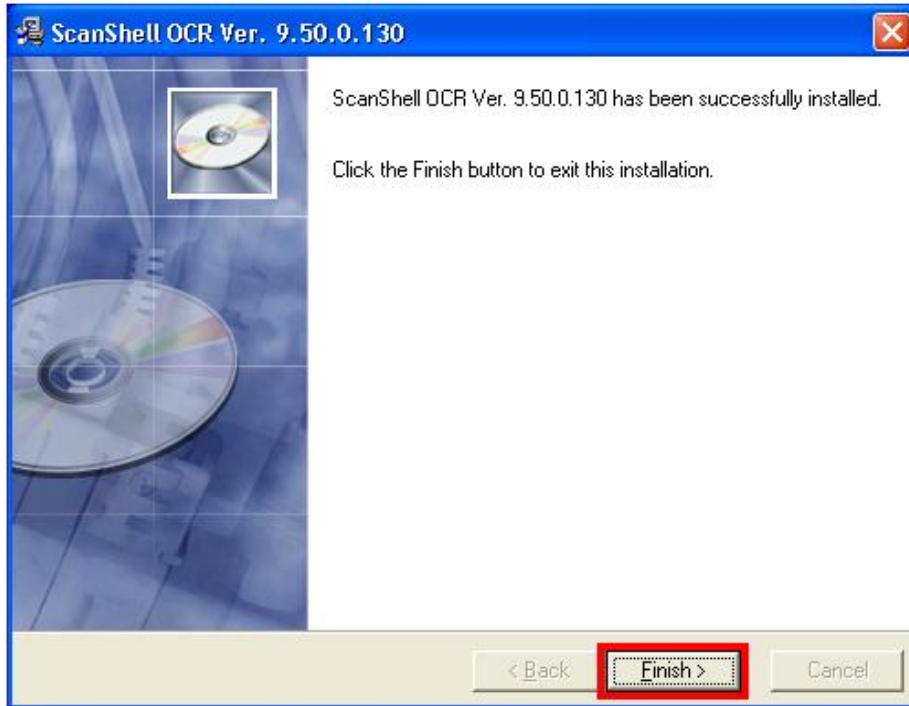 ScanShell OCR Ver. 9.50.0.130
ScanShell OCR Ver. 9.50.0.130 has been successfully installed.
Click the Finish button to exit this installation.
< Back
Finish >
Cancel